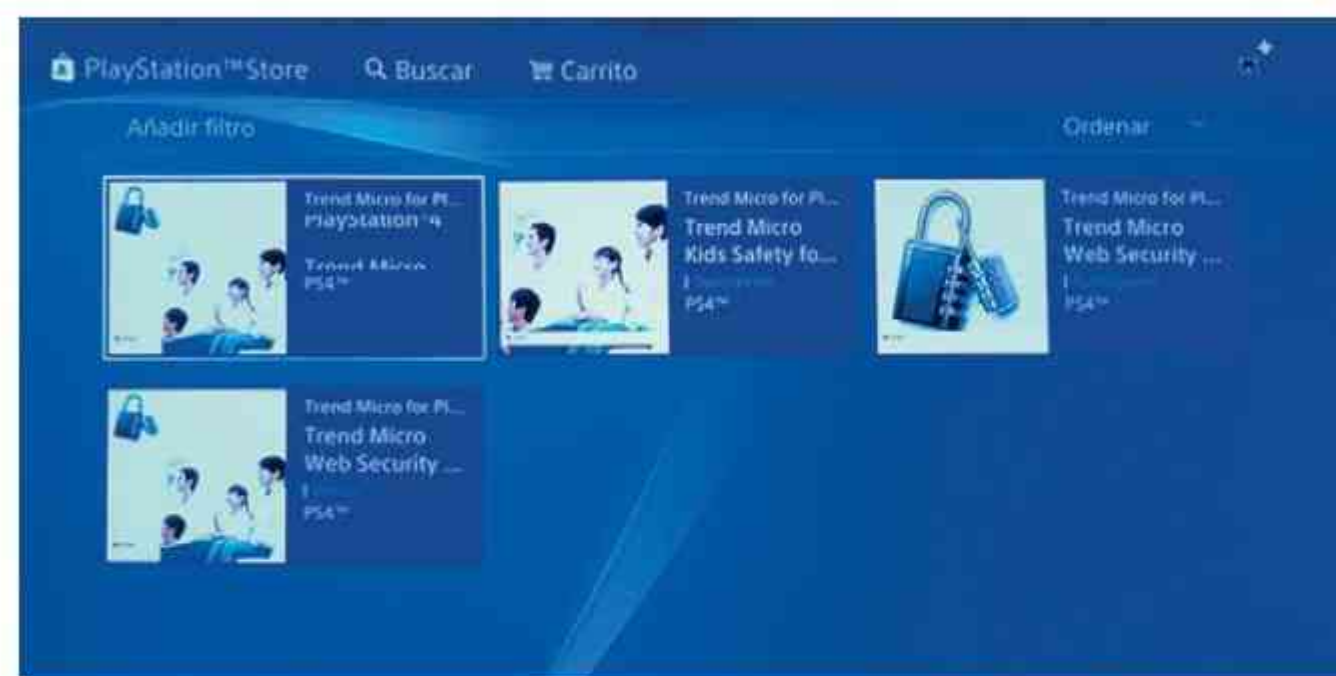 PlayStation™Store
Buscar
Carrito
Añadir filtro
Ordenar
Trend Micro for Pl...
PlayStation®4
Trend Micro
PS4™
Trend Micro for Pl...
Trend Micro
Kids Safety fo...
PS4™
Trend Micro for Pl...
Trend Micro
Web Security ...
PS4™
Trend Micro for Pl...
Trend Micro
Web Security ...
PS4™